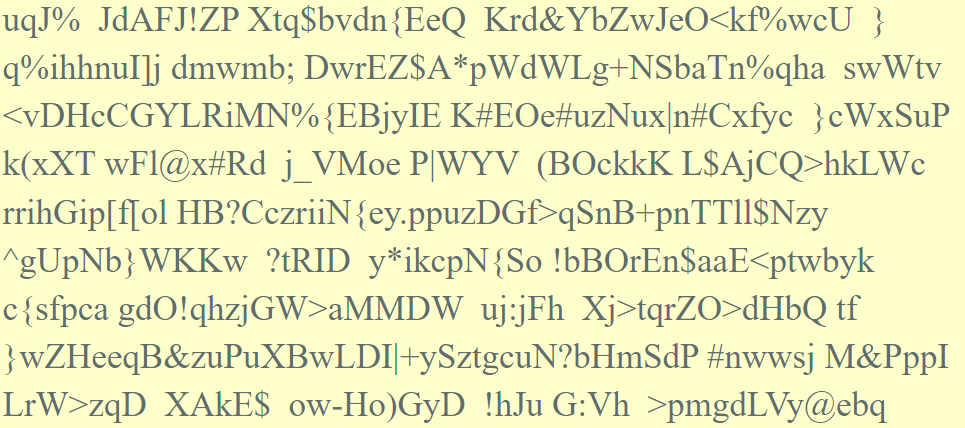 uqJ%  JdAFJ!ZP Xtq$bvdn{EeQ  Krd&YbZwJeO<kf%wcU  }
q%ihhnuI]j dmwmb; DwrEZ$A*pWdWLg+NSbaTn%qha  swWtv
<vDHcCGYLRiMN%{EBjyIE K#EOe#uzNux|n#Cxfyc  }cWxSuP
k(xXT wFl@x#Rd  j_VMoe P|WYV  (BOckkK L$AjCQ>hkLWc
rrihGip[f[ol HB?CczriiN{ey.ppuzDGf>qSnB+pnTTll$Nzy
^gUpNb}WKKw  ?tRID  y*ikcpN{So !bBOrEn$aaE<ptwbyk
c{sfpca gdO!qhzjGW>aMMDW  uj:jFh  Xj>tqrZO>dHbQ tf
}wZHeeqB&zuPuXBwLDI|+ySztgcuN?bHmSdP #nwwsj M&PppI
LrW>zqD  XAkE$  ow-Ho)GyD  !hJu G:Vh  >pmgdLVy@ebq